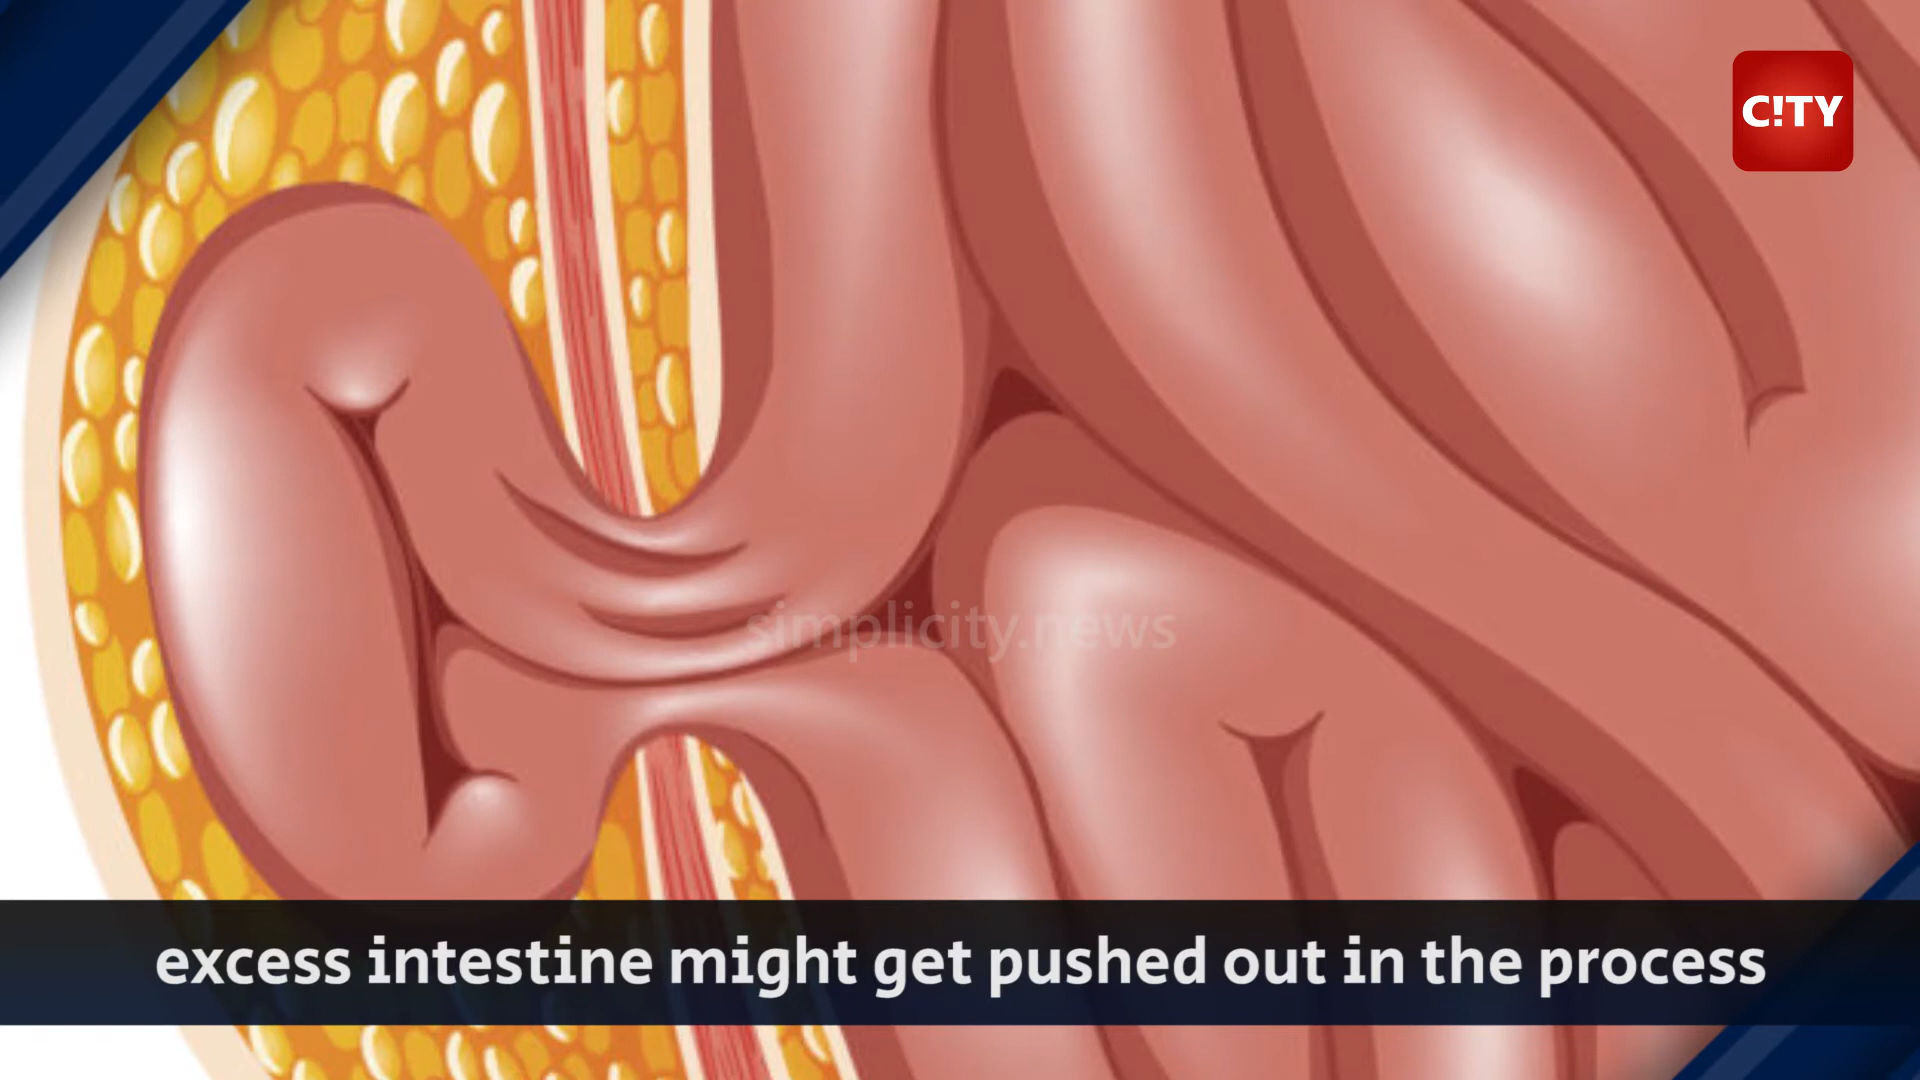 C!TY
simplicity.news
excess intestine might get pushed out in the process